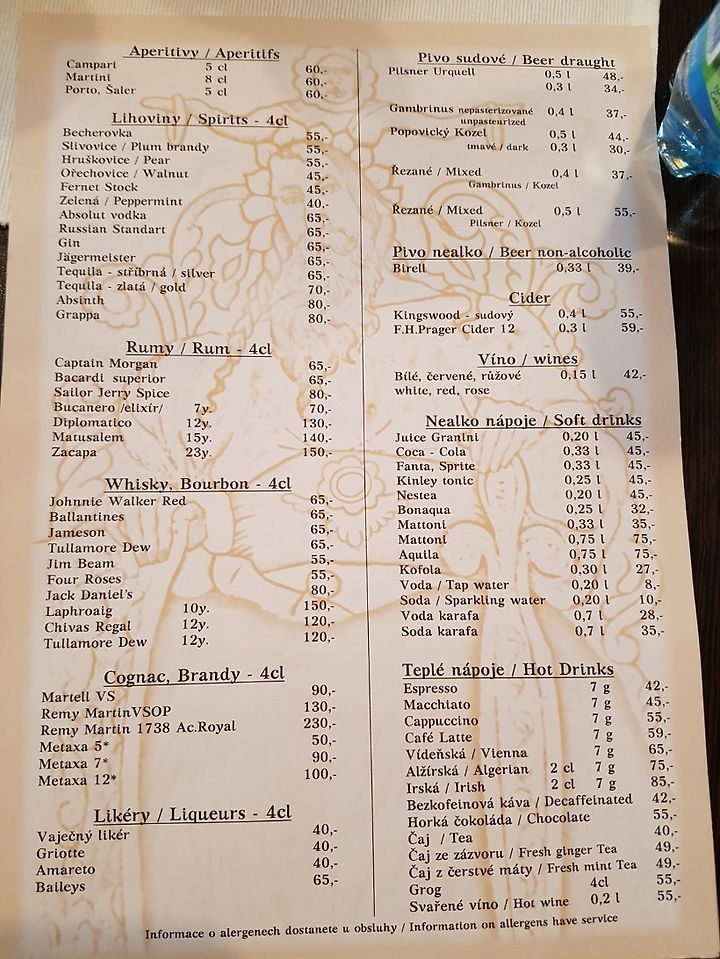 Aperitivy / Aperitifs
Campari 5 cl 60,-
Martini 8 cl 60,-
Porto, Šaler 5 cl 60,-
Lihoviny / Spirits - 4cl
Becherovka 55,-
Slivovice / Plum brandy 55,-
Hruškovice / Pear 55,-
Ořechovice / Walnut 45,-
Fernet Stock 45,-
Zelená / Peppermint 40,-
Absolut vodka 65,-
Russian Standart 65,-
Gin 65,-
Jägermeister 65,-
Tequila - stříbrná / silver 65,-
Tequila - zlatá / gold 70,-
Absinth 80,-
Grappa 80,-
Rumy / Rum - 4cl
Captain Morgan 65,-
Bacardi superior 65,-
Sailor Jerry Spice 80,-
Bucanero /elixír/ 7y. 70,-
Diplomatico 12y. 130,-
Matusalem 15y. 140,-
Zacapa 23y. 150,-
Whisky, Bourbon - 4cl
Johnnie Walker Red 65,-
Ballantines 65,-
Jameson 65,-
Tullamore Dew 65,-
Jim Beam 55,-
Four Roses 55,-
Jack Daniel's 80,-
Laphroaig 10y. 150,-
Chivas Regal 12y. 120,-
Tullamore Dew 12y. 120,-
Cognac, Brandy - 4cl
Martell VS 90,-
Remy MartinVSOP 130,-
Remy Martin 1738 Ac.Royal 230,-
Metaxa 5* 50,-
Metaxa 7* 90,-
Metaxa 12* 100,-
Likéry / Liqueurs - 4cl
Vaječný likér 40,-
Griotte 40,-
Amareto 40,-
Baileys 65,-
Pivo sudové / Beer draught
Pilsner Urquell 0,5 l 48,-
0,3 l 34,-
Gambrinus nepasterizované 0,4 l 37,-
unpasteurized
Popovický Kozel 0,5 l 44,-
tmavé / dark 0,3 l 30,-
Řezané / Mixed 0,4 l 37,-
Gambrinus / Kozel
Řezané / Mixed 0,5 l 55,-
Pilsner / Kozel
Pivo nealko / Beer non-alcoholic
Birell 0,33 l 39,-
Cider
Kingswood - sudový 0,4 l 55,-
F.H.Prager Cider 12 0,3 l 59,-
Víno / wines
Bílé, červené, růžové 0,15 l 42,-
white, red, rose
Nealko nápoje / Soft drinks
Juice Granini 0,20 l 45,-
Coca - Cola 0,33 l 45,-
Fanta, Sprite 0,33 l 45,-
Kinley tonic 0,25 l 45,-
Nestea 0,20 l 45,-
Bonaqua 0,25 l 32,-
Mattoni 0,33 l 35,-
Mattoni 0,75 l 75,-
Aquila 0,75 l 75,-
Kofola 0,30 l 27,-
Voda / Tap water 0,20 l 8,-
Soda / Sparkling water 0,20 l 10,-
Voda karafa 0,7 l 28,-
Soda karafa 0,7 l 35,-
Teplé nápoje / Hot Drinks
Espresso 7 g 42,-
Macchiato 7 g 45,-
Cappuccino 7 g 55,-
Café Latte 7 g 59,-
Vídeňská / Vienna 7 g 65,-
Alžírská / Algerian 2 cl 7 g 75,-
Irská / Irish 2 cl 7 g 85,-
Bezkofeinová káva / Decaffeinated 42,-
Horká čokoláda / Chocolate 55,-
Čaj / Tea 40,-
Čaj ze zázvoru / Fresh ginger Tea 49,-
Čaj z čerstvé máty / Fresh mint Tea 49,-
Grog 4cl 55,-
Svařené víno / Hot wine 0,2 l 55,-
Informace o alergenech dostanete u obsluhy / Information on allergens have service